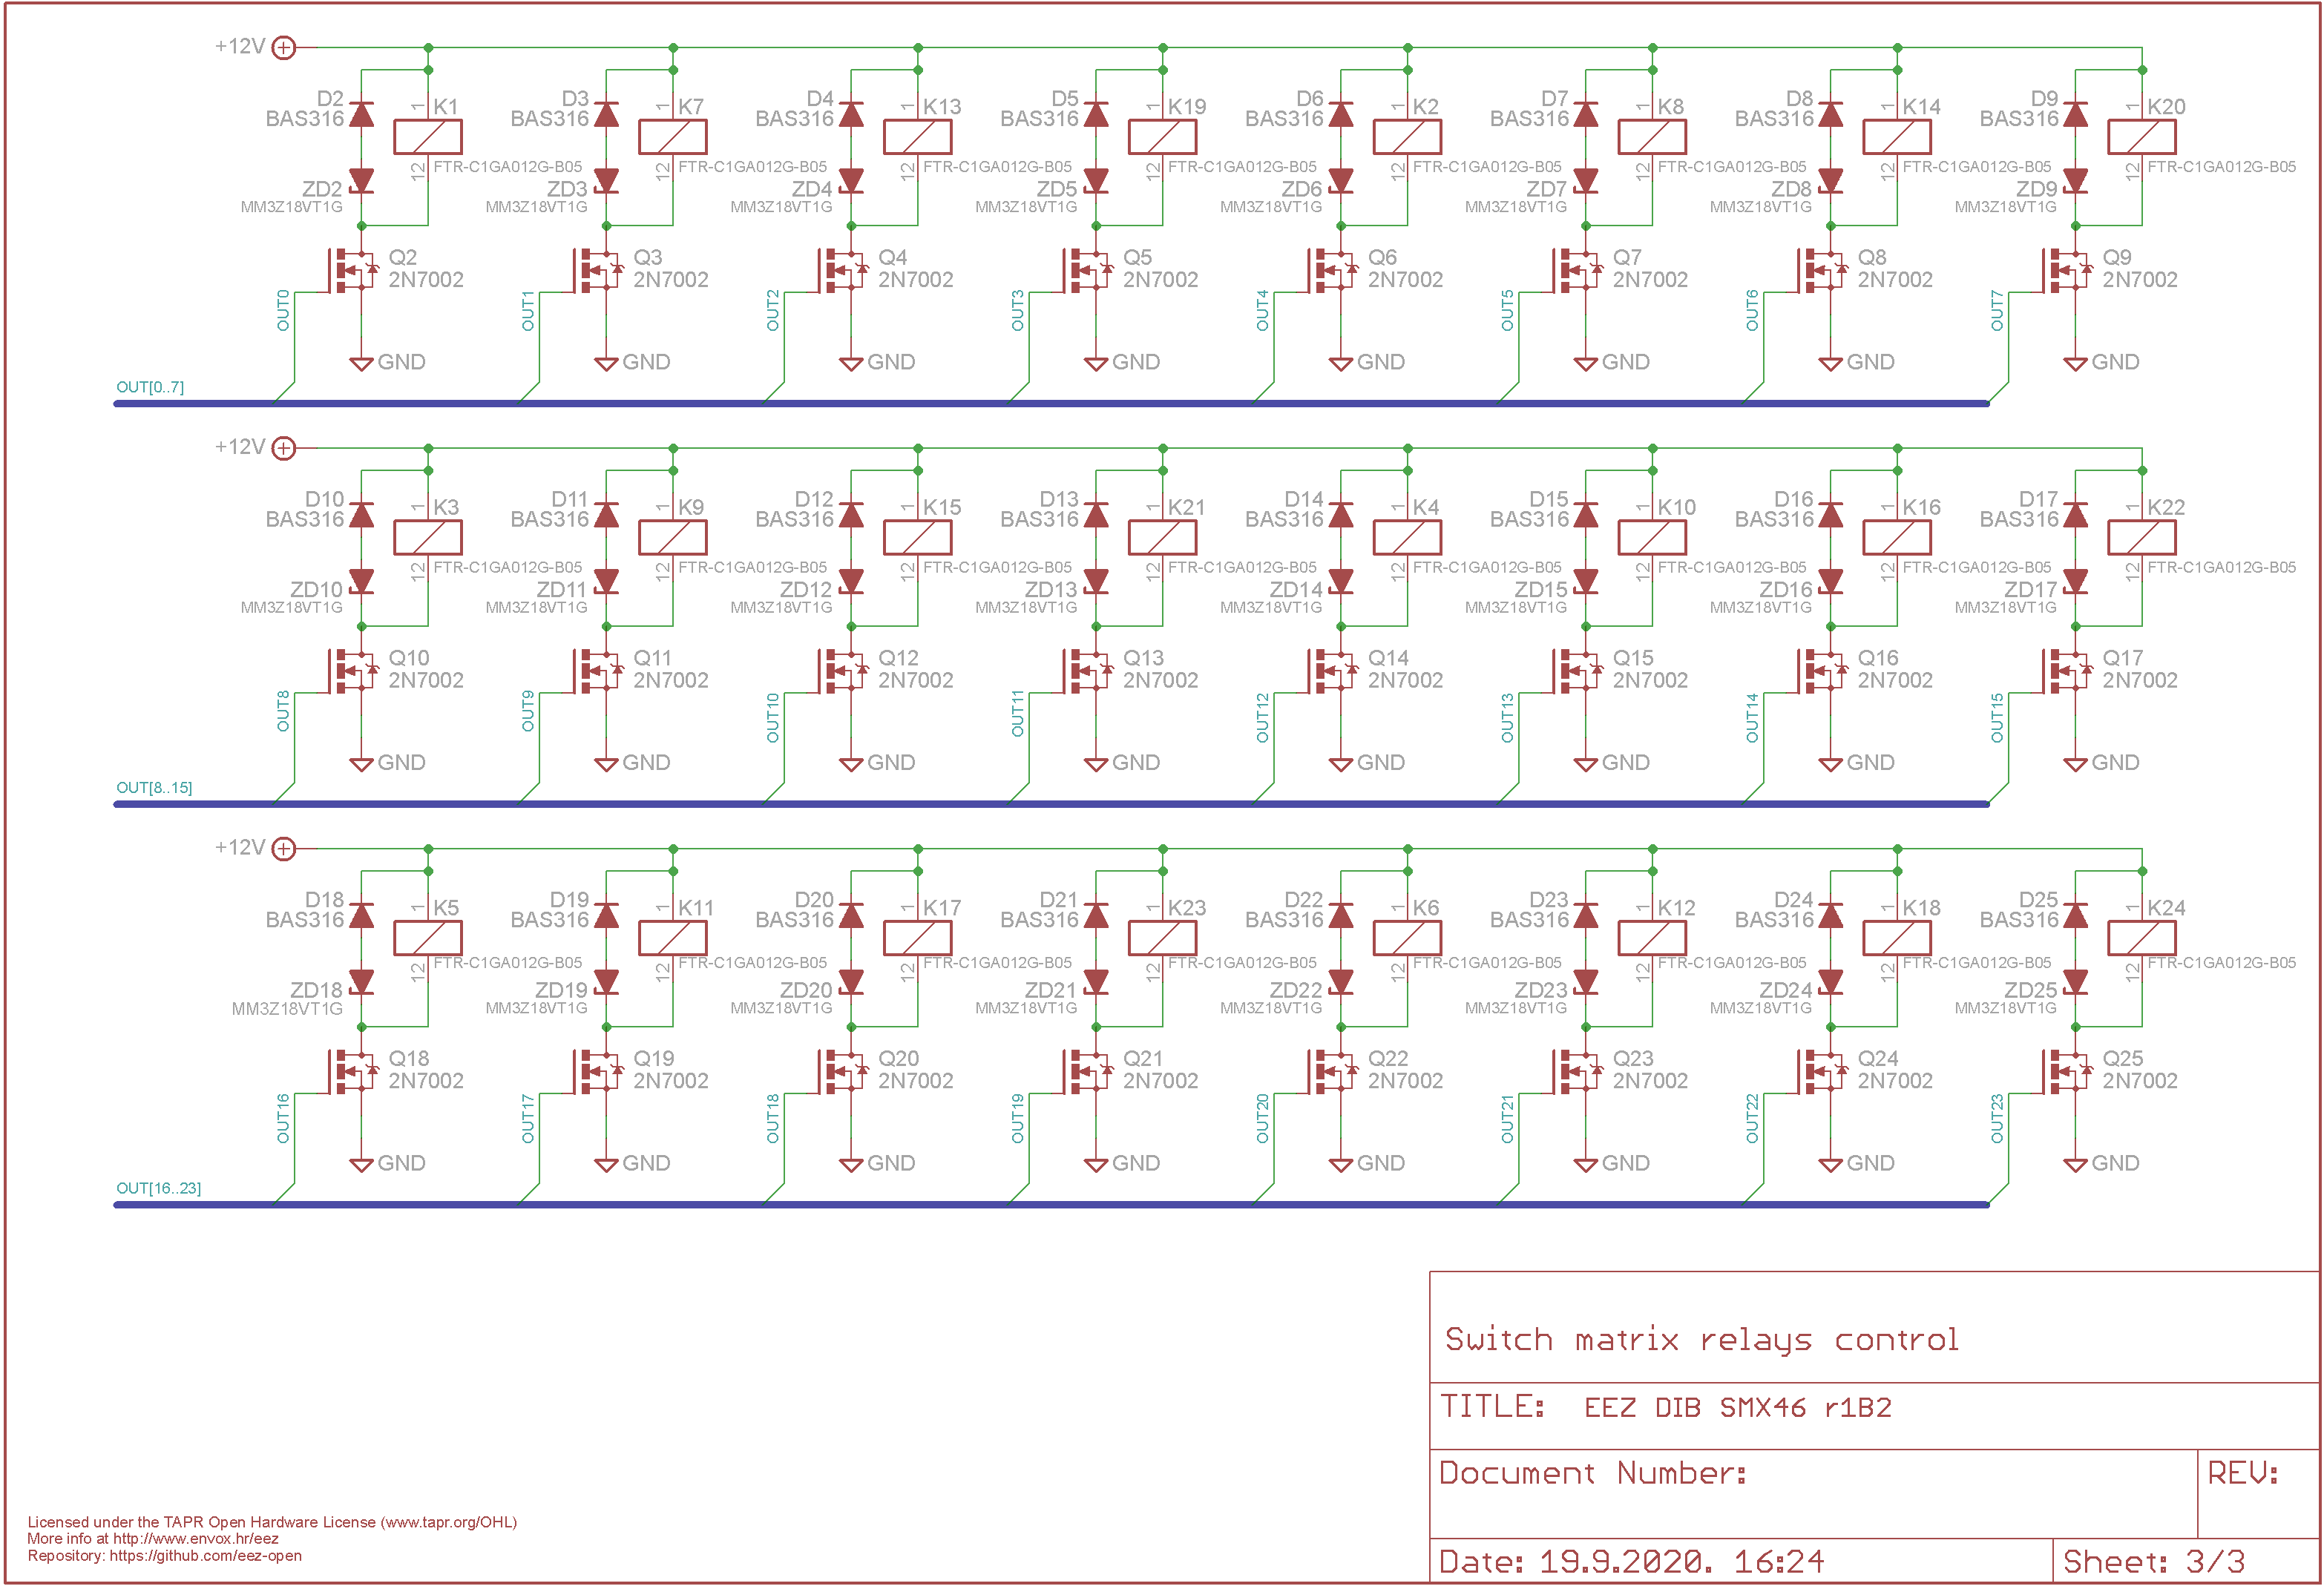 +12V
D2 K1 D3 K7 D4 K13 D5 K19 D6 K2 D7 K8 D8 K14 D9 K20
1 1 1 1 1 1 1 1
BAS316 BAS316 BAS316 BAS316 BAS316 BAS316 BAS316 BAS316
12 FTR-C1GA012G-B05 12 FTR-C1GA012G-B05 12 FTR-C1GA012G-B05 12 FTR-C1GA012G-B05 12 FTR-C1GA012G-B05 12 FTR-C1GA012G-B05 12 FTR-C1GA012G-B05 12 FTR-C1GA012G-B05
ZD2 ZD3 ZD4 ZD5 ZD6 ZD7 ZD8 ZD9
MM3Z18VT1G MM3Z18VT1G MM3Z18VT1G MM3Z18VT1G MM3Z18VT1G MM3Z18VT1G MM3Z18VT1G MM3Z18VT1G
Q2 Q3 Q4 Q5 Q6 Q7 Q8 Q9
2N7002 2N7002 2N7002 2N7002 2N7002 2N7002 2N7002 2N7002
OUT0 OUT1 OUT2 OUT3 OUT4 OUT5 OUT6 OUT7
GND GND GND GND GND GND GND GND
OUT[0..7]
+12V
D10 K3 D11 K9 D12 K15 D13 K21 D14 K4 D15 K10 D16 K16 D17 K22
1 1 1 1 1 1 1 1
BAS316 BAS316 BAS316 BAS316 BAS316 BAS316 BAS316 BAS316
12 FTR-C1GA012G-B05 12 FTR-C1GA012G-B05 12 FTR-C1GA012G-B05 12 FTR-C1GA012G-B05 12 FTR-C1GA012G-B05 12 FTR-C1GA012G-B05 12 FTR-C1GA012G-B05 12 FTR-C1GA012G-B05
ZD10 ZD11 ZD12 ZD13 ZD14 ZD15 ZD16 ZD17
MM3Z18VT1G MM3Z18VT1G MM3Z18VT1G MM3Z18VT1G MM3Z18VT1G MM3Z18VT1G MM3Z18VT1G MM3Z18VT1G
Q10 Q11 Q12 Q13 Q14 Q15 Q16 Q17
2N7002 2N7002 2N7002 2N7002 2N7002 2N7002 2N7002 2N7002
OUT8 OUT9 OUT10 OUT11 OUT12 OUT13 OUT14 OUT15
GND GND GND GND GND GND GND GND
OUT[8..15]
+12V
D18 K5 D19 K11 D20 K17 D21 K23 D22 K6 D23 K12 D24 K18 D25 K24
1 1 1 1 1 1 1 1
BAS316 BAS316 BAS316 BAS316 BAS316 BAS316 BAS316 BAS316
12 FTR-C1GA012G-B05 12 FTR-C1GA012G-B05 12 FTR-C1GA012G-B05 12 FTR-C1GA012G-B05 12 FTR-C1GA012G-B05 12 FTR-C1GA012G-B05 12 FTR-C1GA012G-B05 12 FTR-C1GA012G-B05
ZD18 ZD19 ZD20 ZD21 ZD22 ZD23 ZD24 ZD25
MM3Z18VT1G MM3Z18VT1G MM3Z18VT1G MM3Z18VT1G MM3Z18VT1G MM3Z18VT1G MM3Z18VT1G MM3Z18VT1G
Q18 Q19 Q20 Q21 Q22 Q23 Q24 Q25
2N7002 2N7002 2N7002 2N7002 2N7002 2N7002 2N7002 2N7002
OUT16 OUT17 OUT18 OUT19 OUT20 OUT21 OUT22 OUT23
GND GND GND GND GND GND GND GND
OUT[16..23]
Switch matrix relays control
TITLE: EEZ DIB SMX46 r1B2
Document Number: REV:
Date: 19.9.2020. 16:24 Sheet: 3/3
Licensed under the TAPR Open Hardware License (www.tapr.org/OHL)
More info at http://www.envox.hr/eez
Repository: https://github.com/eez-open